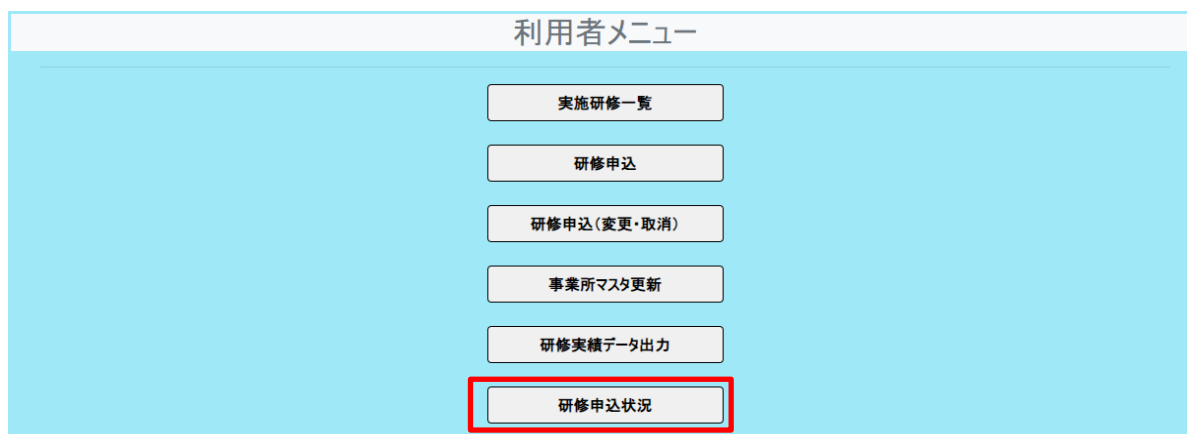 利用者メニュー
実施研修一覧
研修申込
研修申込(変更・取消)
事業所マスタ更新
研修実績データ出力
研修申込状況